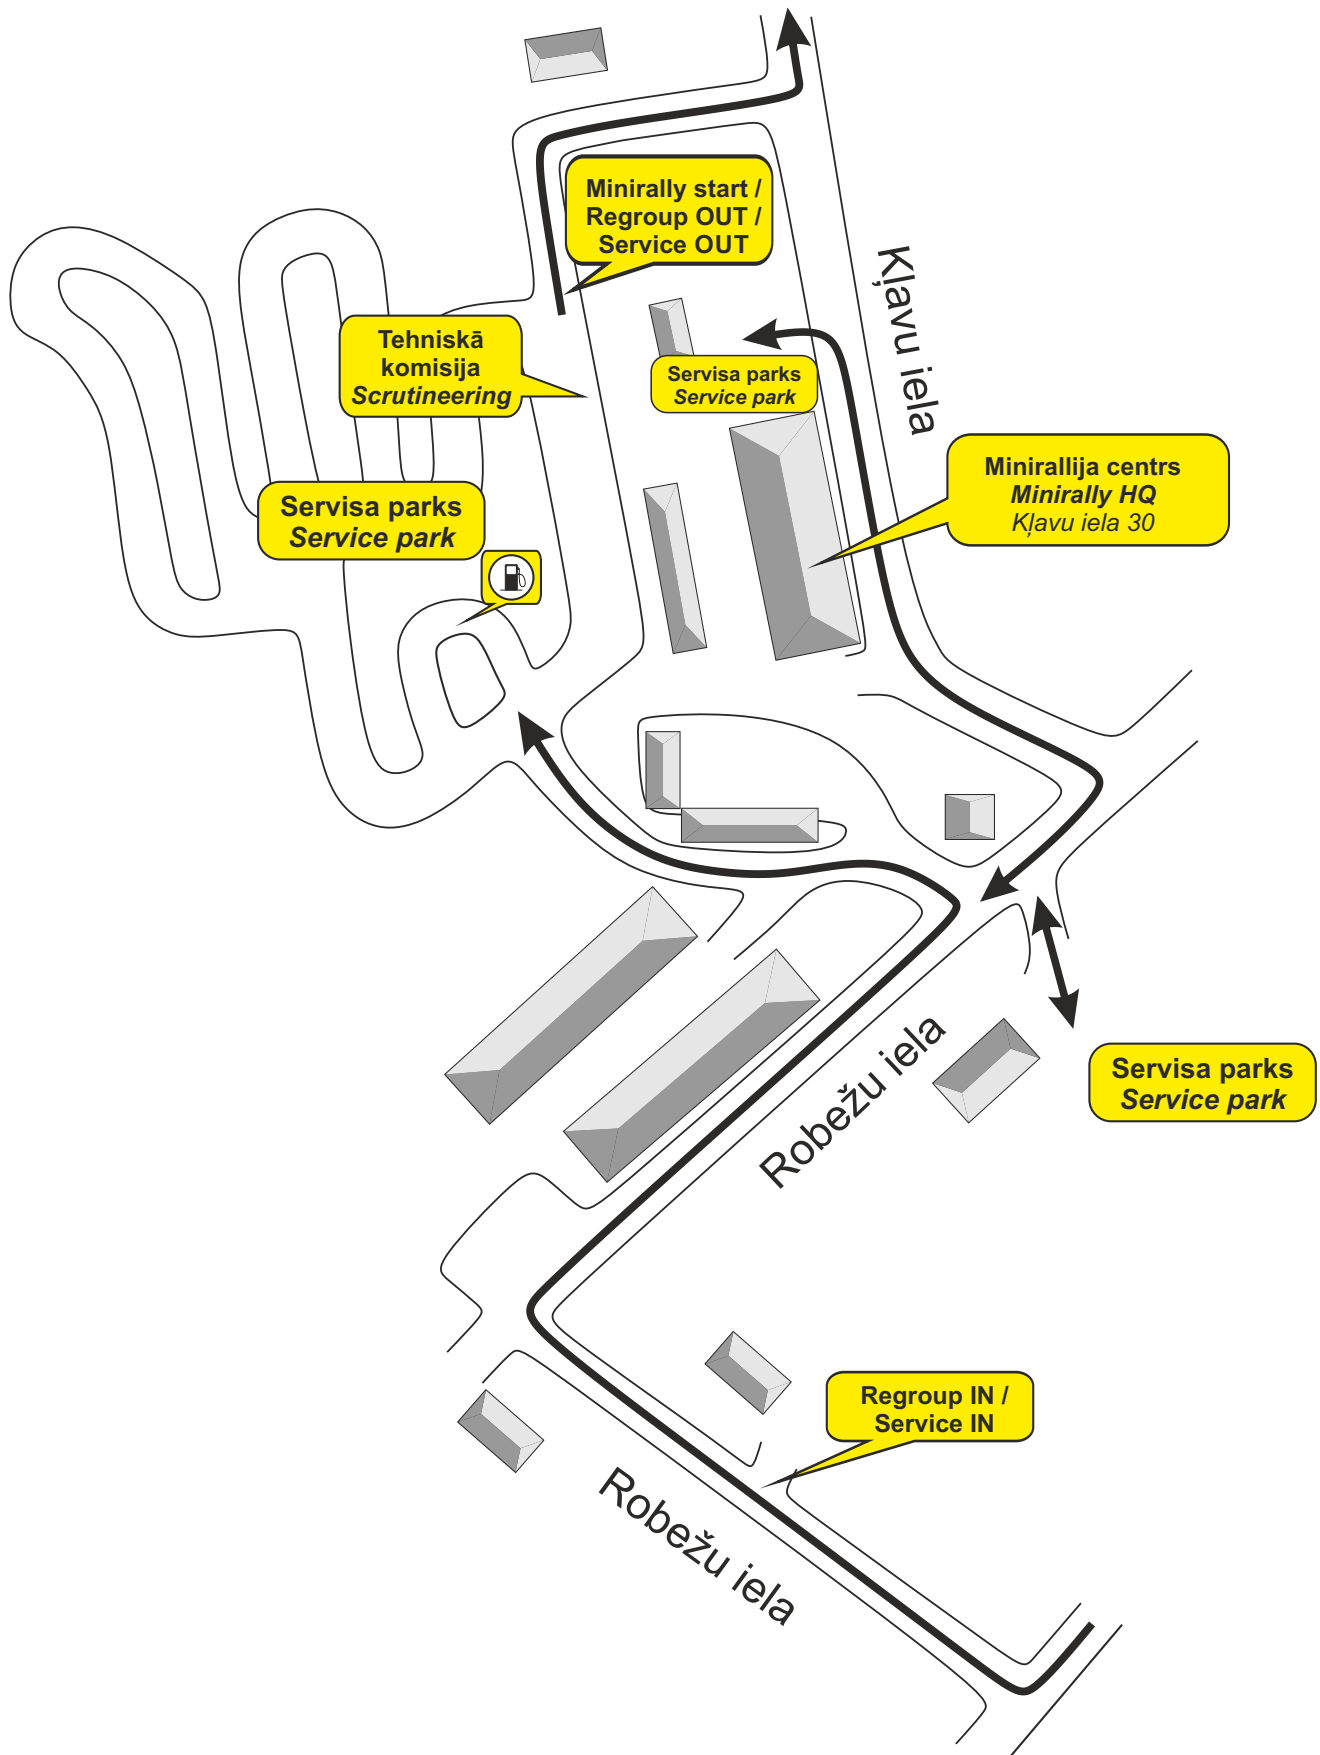 Minirally start /
Regroup OUT /
Service OUT
Kļavu iela
Tehniskā
komisija
Scrutineering
Servisa parks
Service park
Minirallija centrs
Minirally HQ
Kļavu iela 30
Servisa parks
Service park
Robežu iela
Servisa parks
Service park
Regroup IN /
Service IN
Robežu iela